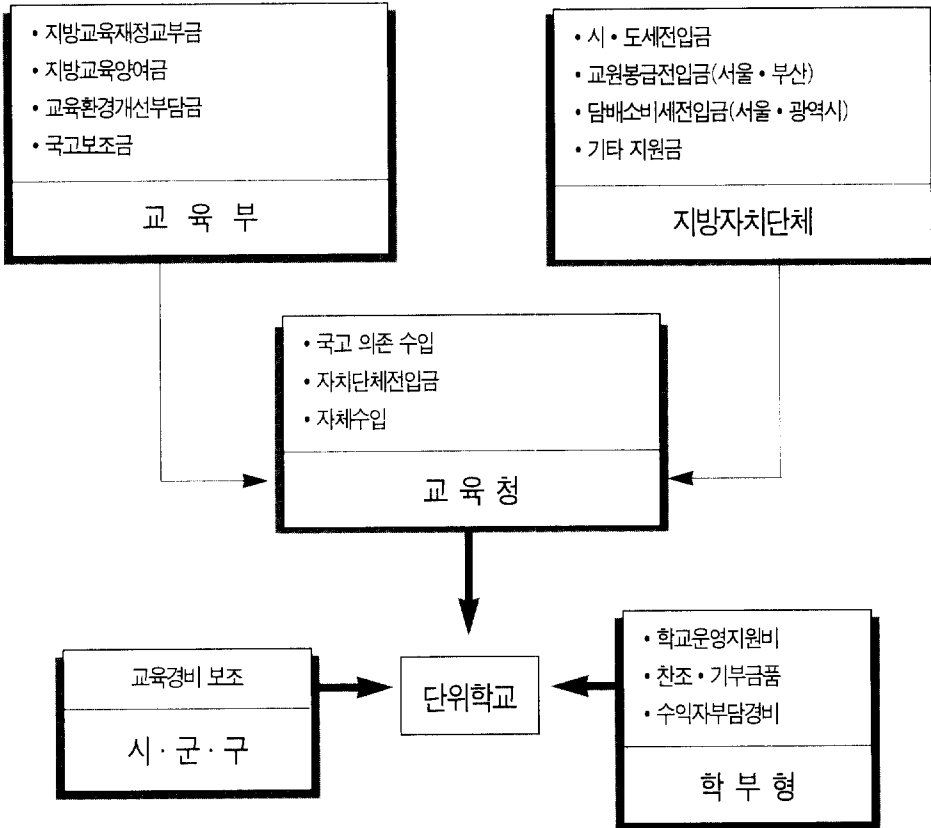 • 지방교육재정교부금
• 지방교육양여금
• 교육환경개선부담금
• 국고보조금
교 육 부
• 시 • 도세전입금
• 교원봉급전입금(서울 • 부산)
• 담배소비세전입금(서울 • 광역시)
• 기타 지원금
지방자치단체
• 국고 의존 수입
• 자치단체전입금
• 자체수입
교 육 청
교육경비 보조
시 · 군 · 구
단위학교
• 학교운영지원비
• 찬조 • 기부금품
• 수익자부담경비
학 부 형